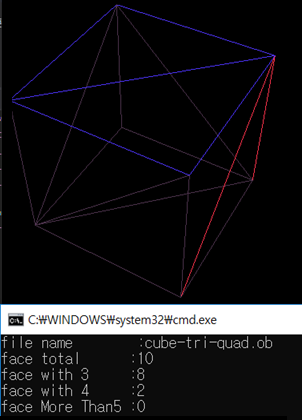 C:₩WINDOWS₩system32₩cmd.exe
file name :cube-tri-quad.ob
face total :10
face with 3 :8
face with 4 :2
face More Than5 :0